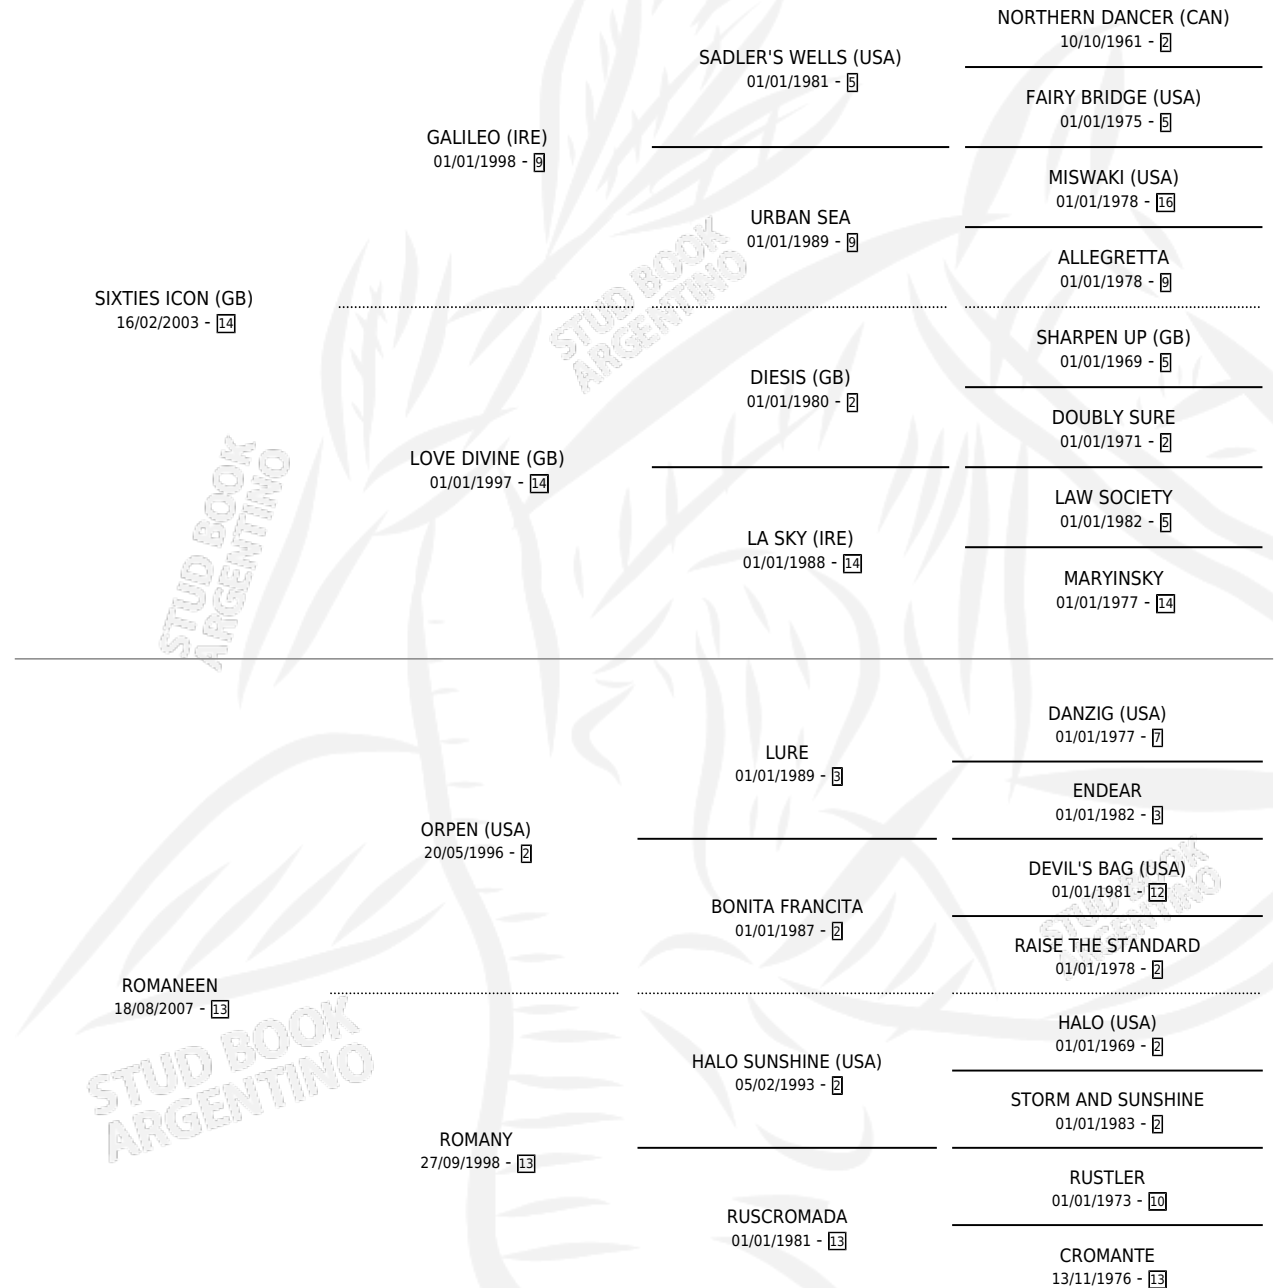 NORTHERN DANCER (CAN)
10/10/1961 - 2
SADLER'S WELLS (USA)
01/01/1981 - 5
FAIRY BRIDGE (USA)
01/01/1975 - 5
GALILEO (IRE)
01/01/1998 - 9
MISWAKI (USA)
01/01/1978 - 16
URBAN SEA
01/01/1989 - 9
ALLEGRETTA
01/01/1978 - 9
SIXTIES ICON (GB)
16/02/2003 - 14
SHARPEN UP (GB)
01/01/1969 - 5
DIESIS (GB)
01/01/1980 - 2
DOUBLY SURE
01/01/1971 - 2
LOVE DIVINE (GB)
01/01/1997 - 14
LAW SOCIETY
01/01/1982 - 5
LA SKY (IRE)
01/01/1988 - 14
MARYINSKY
01/01/1977 - 14
STUD BOOK
ARGENTINO
STUD BOOK
ARGENTINO
DANZIG (USA)
01/01/1977 - 7
LURE
01/01/1989 - 3
ENDEAR
01/01/1982 - 3
ORPEN (USA)
20/05/1996 - 2
DEVIL'S BAG (USA)
01/01/1981 - 12
BONITA FRANCITA
01/01/1987 - 2
RAISE THE STANDARD
01/01/1978 - 2
STUD BOOK
ARGENTINO
ROMANEEN
18/08/2007 - 13
HALO (USA)
01/01/1969 - 2
HALO SUNSHINE (USA)
05/02/1993 - 2
STORM AND SUNSHINE
01/01/1983 - 2
STUD BOOK
ARGENTINO
ROMANY
27/09/1998 - 13
RUSTLER
01/01/1973 - 10
RUSCROMADA
01/01/1981 - 13
CROMANTE
13/11/1976 - 13